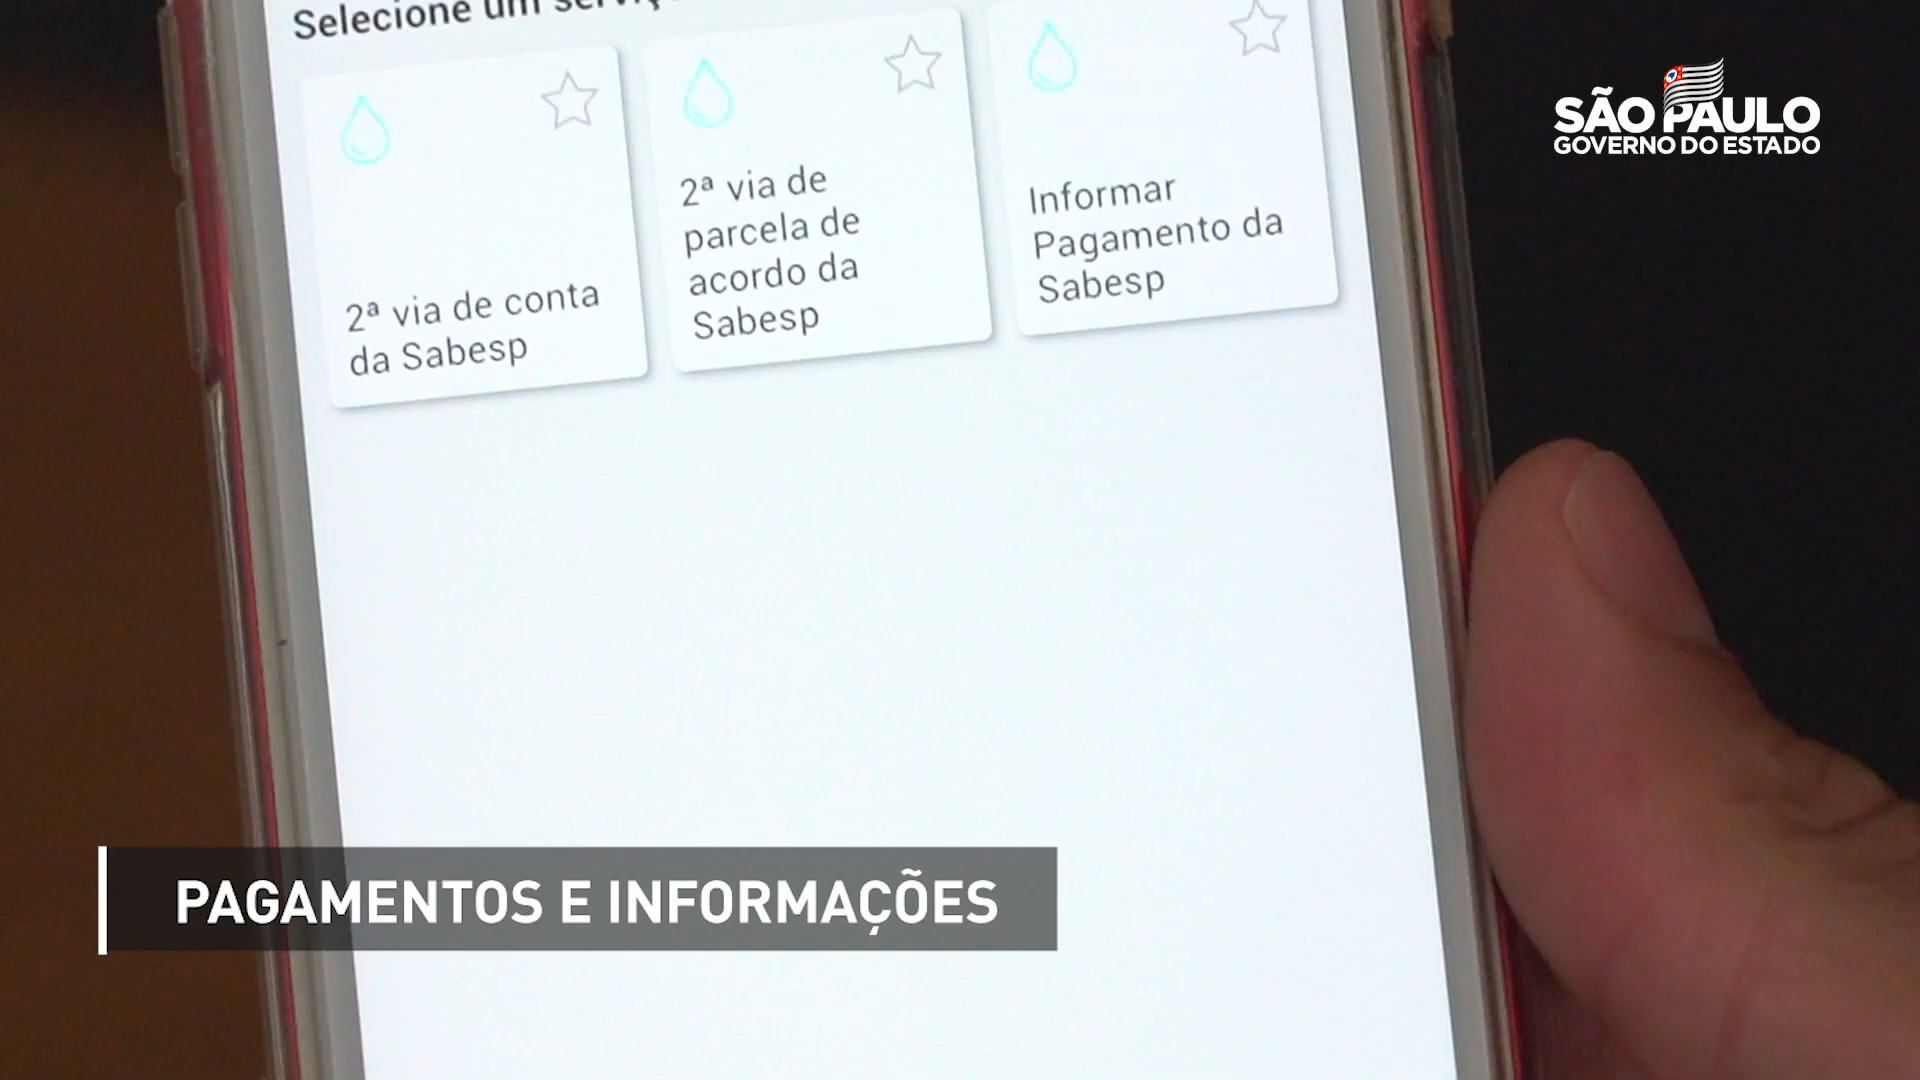 Selecione um
SÃO PAULO
GOVERNO DO ESTADO
2ª via de conta
da Sabesp
2ª via de
parcela de
acordo da
Sabesp
Informar
Pagamento da
Sabesp
PAGAMENTOS E INFORMAÇÕES